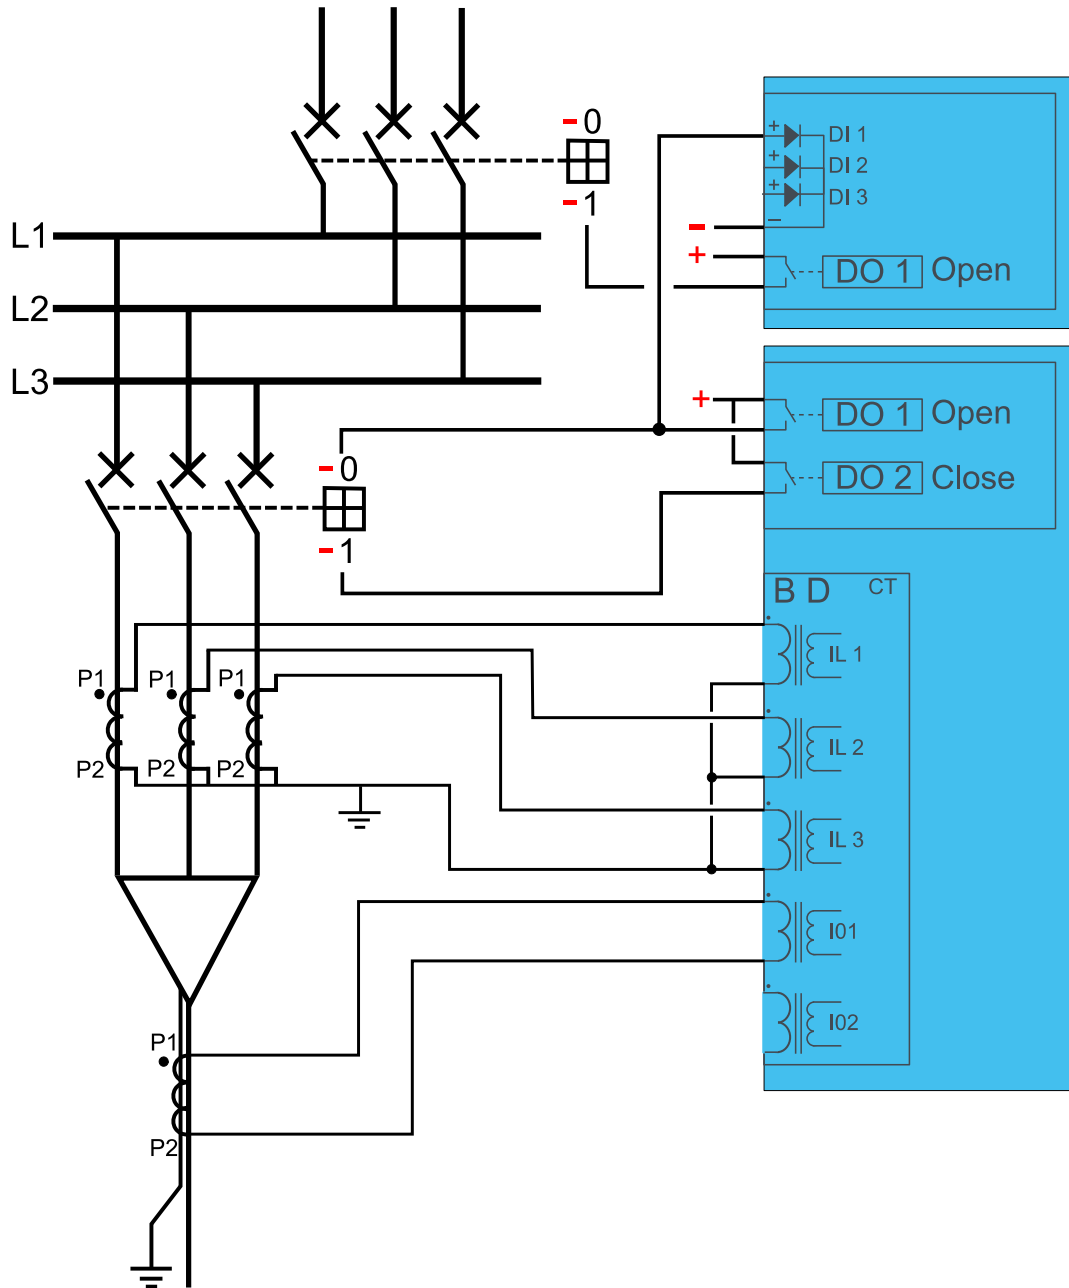 - 0
- 1
L1
L2
L3
- 0
- 1
+ DI 1
+ DI 2
+ DI 3
-
-
+
DO 1 Open
+
DO 1 Open
DO 2 Close
B D CT
IL 1
IL 2
IL 3
I01
I02
P1 P1 P1
P2 P2 P2
P1
P2